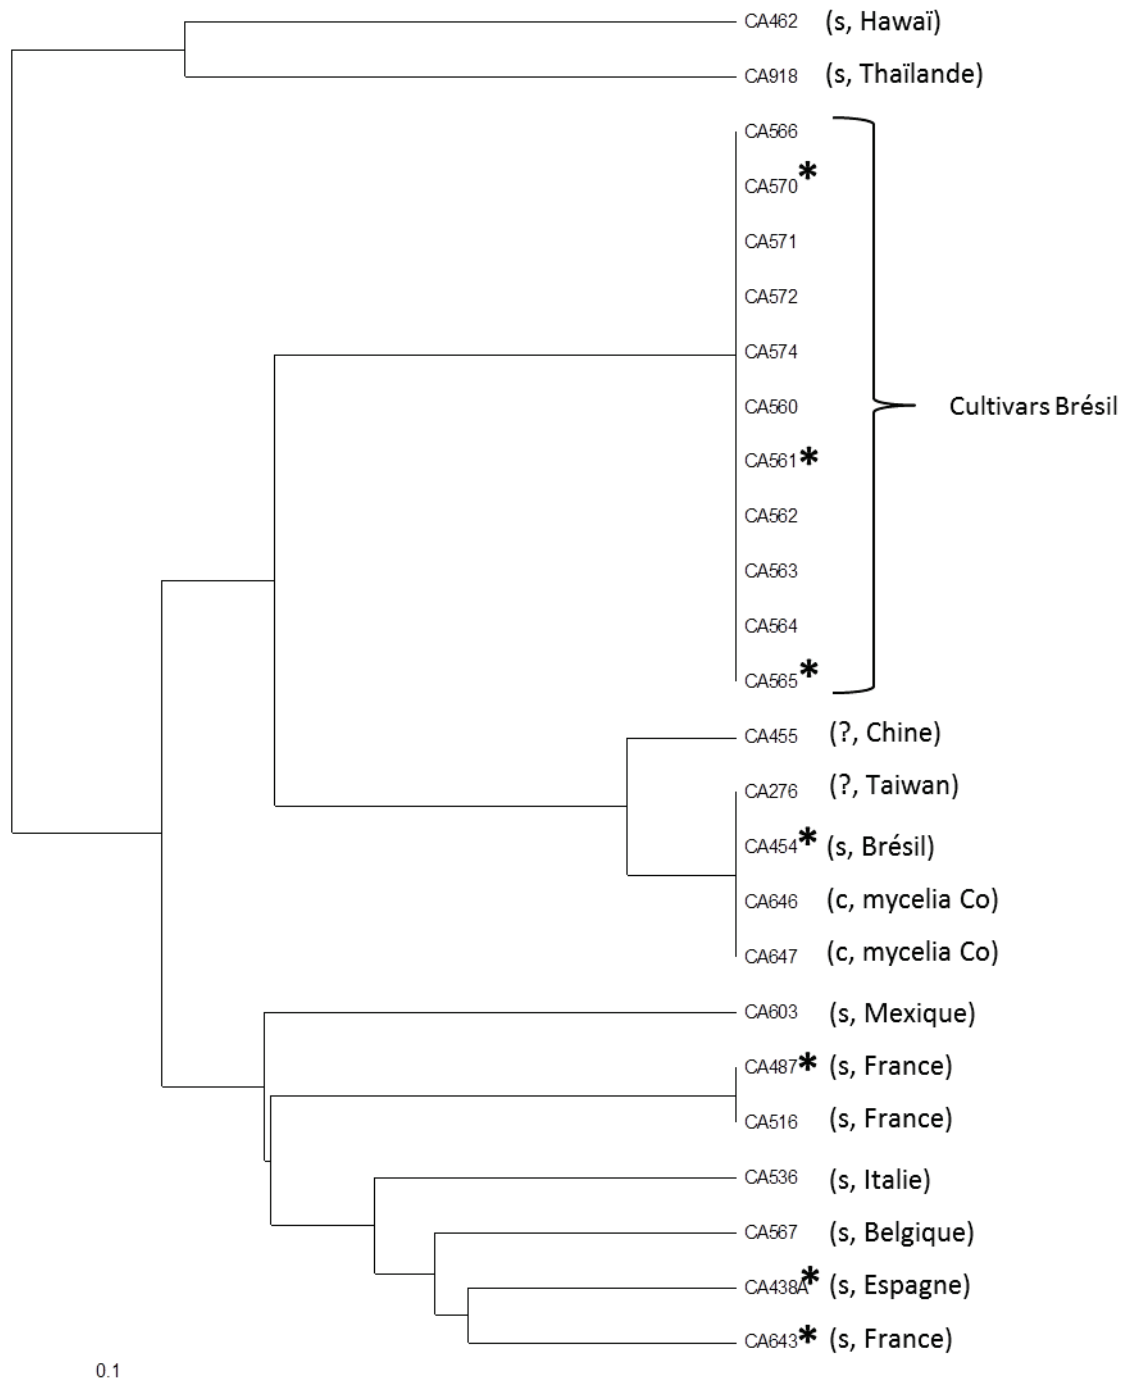 CA462 (s, Hawaï)
CA918 (s, Thaïlande)
CA566
CA570*
CA571
CA572
CA574
CA560
Cultivars Brésil
CA561*
CA562
CA563
CA564
CA565*
CA455 (?, Chine)
CA276 (?, Taiwan)
CA454* (s, Brésil)
CA646 (c, mycelia Co)
CA647 (c, mycelia Co)
CA603 (s, Mexique)
CA487* (s, France)
CA516 (s, France)
CA536 (s, Italie)
CA567 (s, Belgique)
CA438A* (s, Espagne)
CA643* (s, France)
0.1